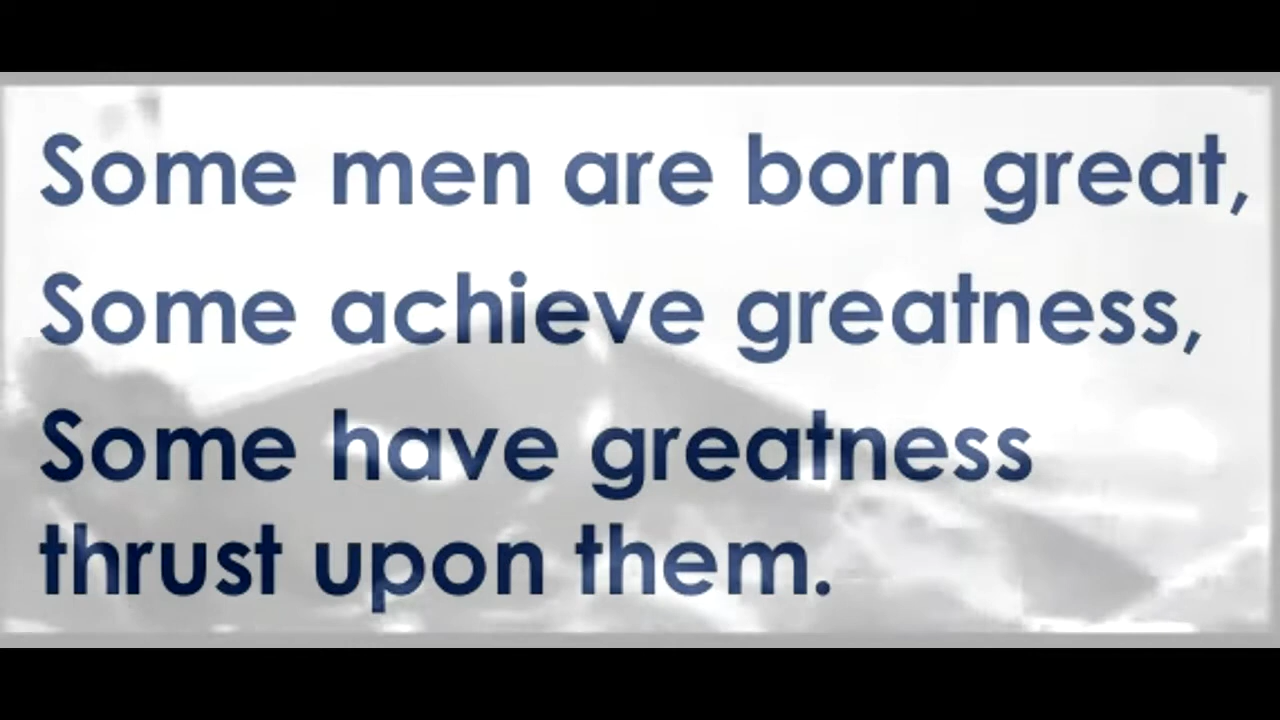 Some men are born great,
Some achieve greatness,
Some have greatness
thrust upon them.